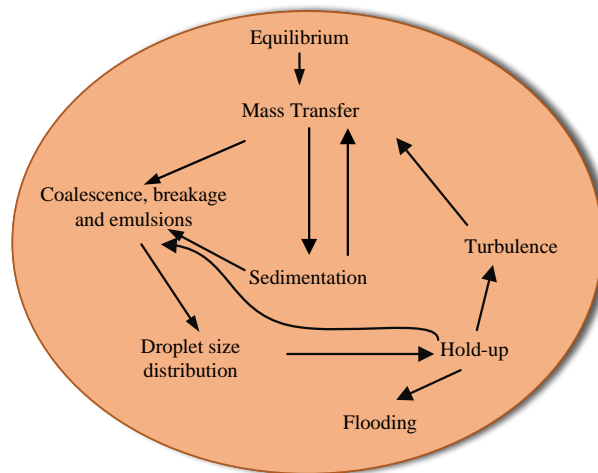 Equilibrium
Mass Transfer
Coalescence, breakage
and emulsions
Turbulence
Sedimentation
Droplet size
distribution
Hold-up
Flooding